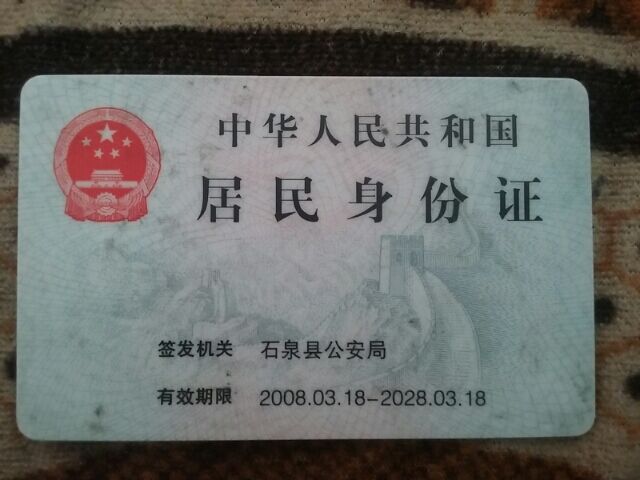 中华人民共和国
居民身份证
签发机关 石泉县公安局
有效期限 2008.03.18-2028.03.18